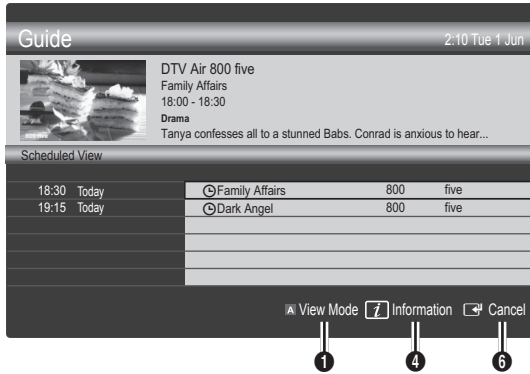 Guide 2:10 Tue 1 Jun
DTV Air 800 five
Family Affairs
18:00 - 18:30
Drama
Tanya confesses all to a stunned Babs. Conrad is anxious to hear...
800 five
Scheduled View
18:30 Today Family Affairs 800 five
19:15 Today Dark Angel 800 five
A View Mode i Information Cancel
1 4 6